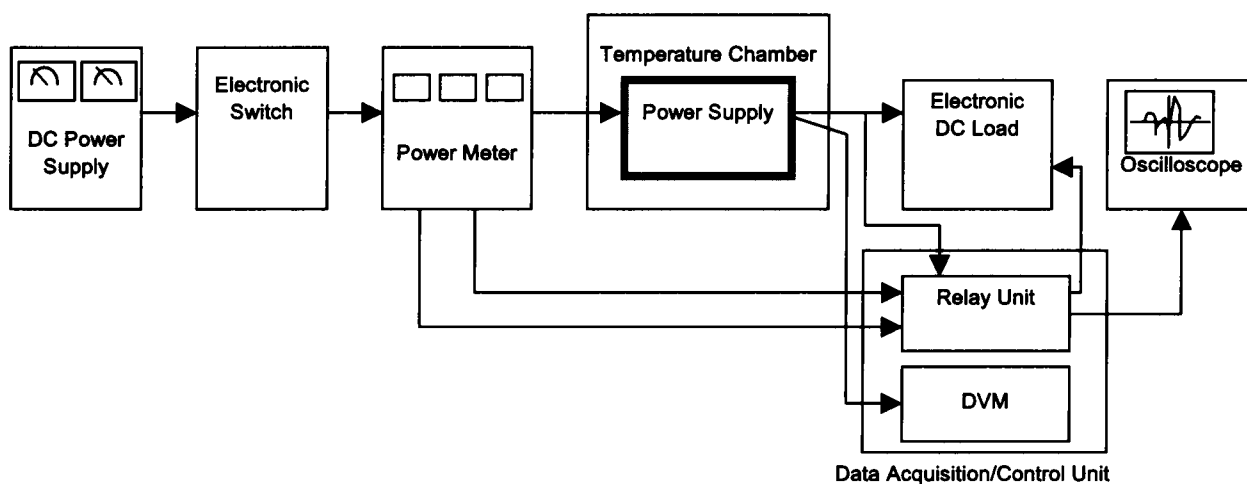 DC Power
Supply
Electronic
Switch
Power Meter
Temperature Chamber
Power Supply
Electronic
DC Load
Oscilloscope
Relay Unit
DVM
Data Acquisition/Control Unit